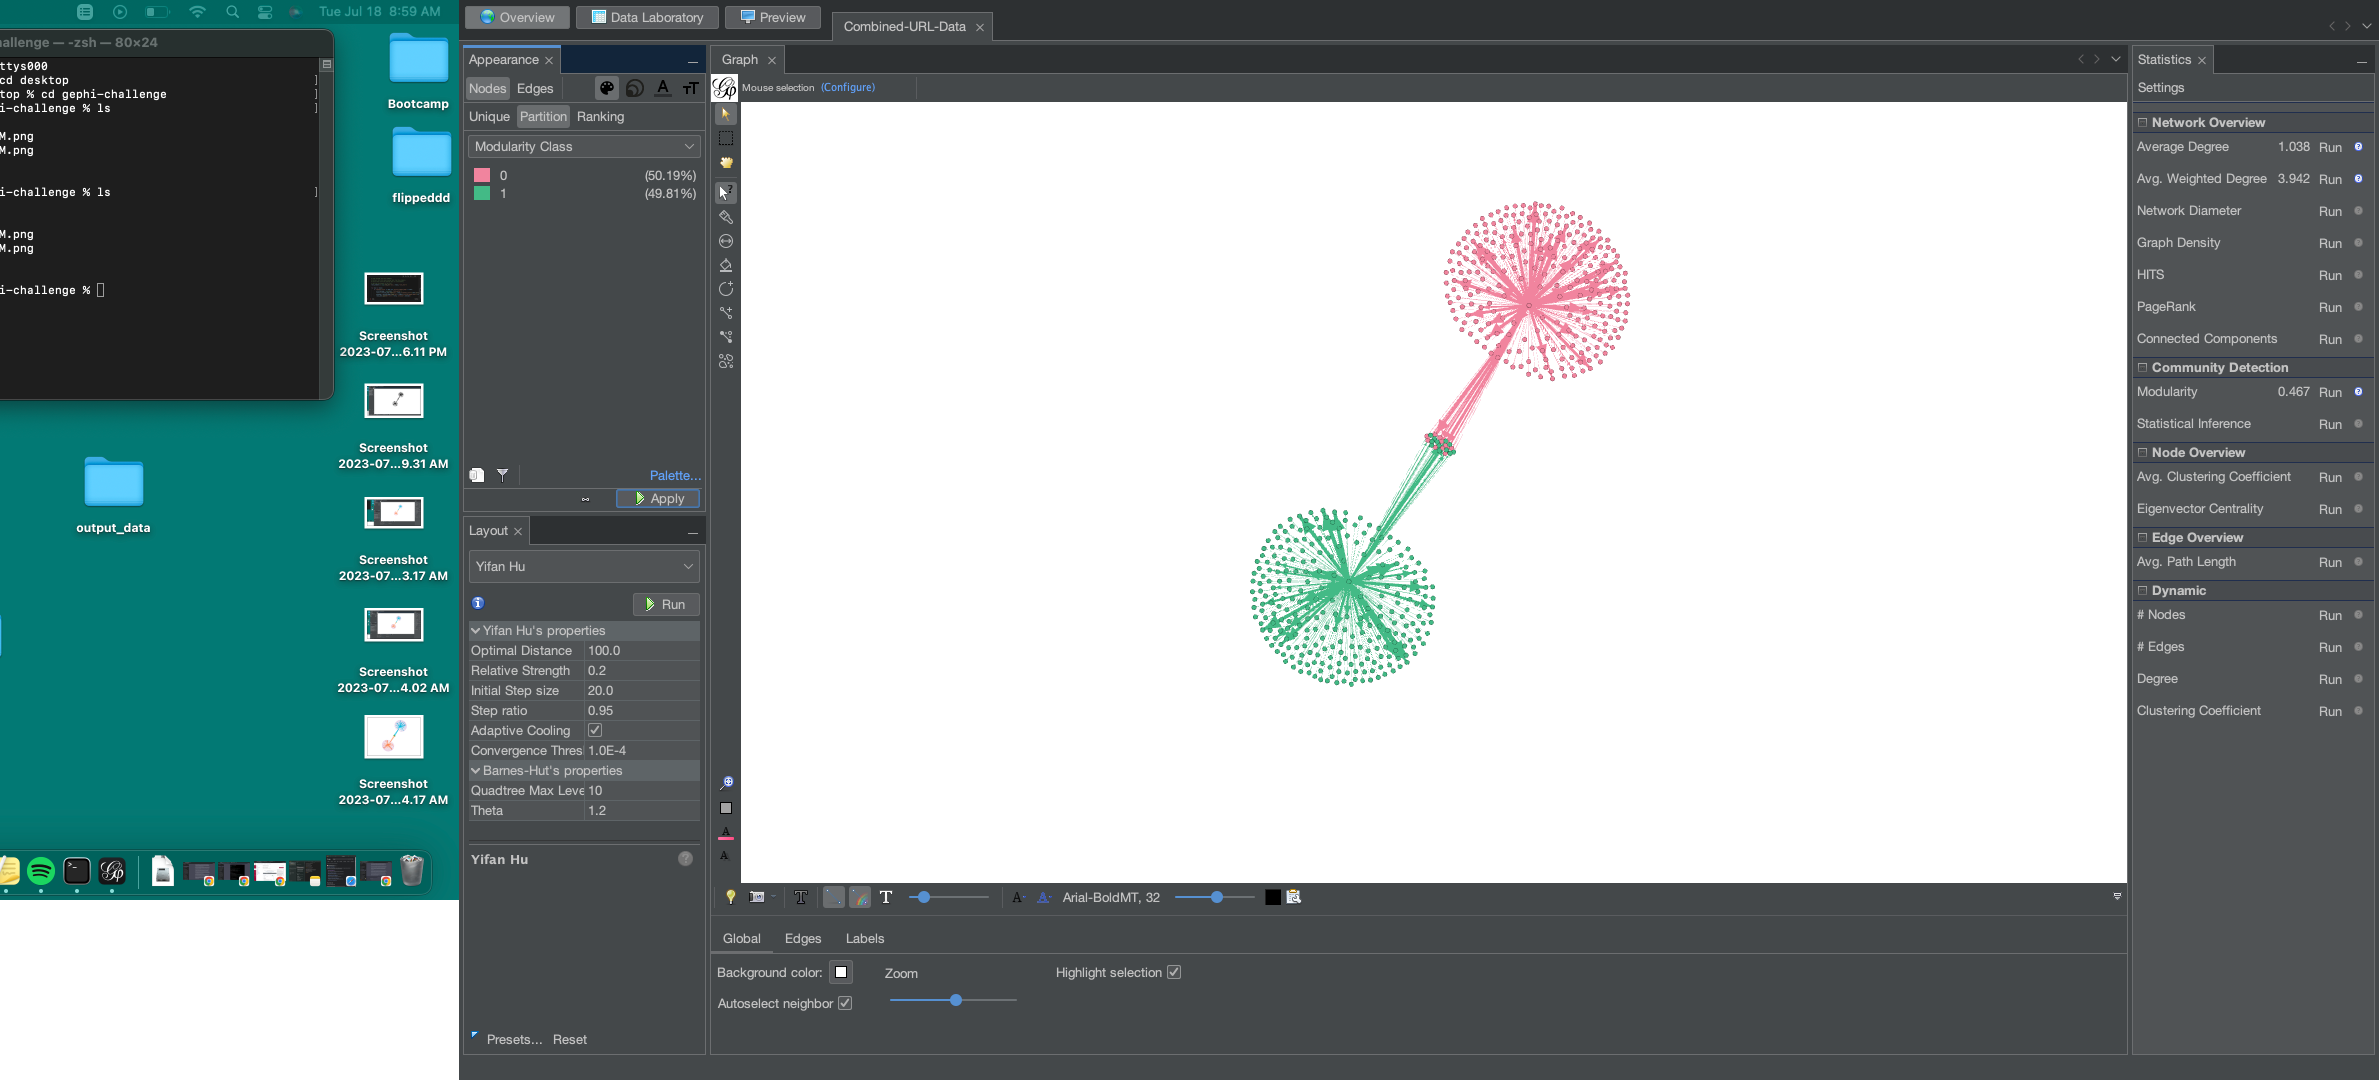 Tue Jul 18 8:59 AM
allenge — -zsh — 80×24
ttys000
cd desktop
top % cd gephi-challenge
i-challenge % ls
M.png
M.png
i-challenge % ls
M.png
M.png
i-challenge %
Bootcamp
flippeddd
Screenshot
2023-07...6.11 PM
Screenshot
2023-07...9.31 AM
output_data
Screenshot
2023-07...3.17 AM
Screenshot
2023-07...4.02 AM
Screenshot
2023-07...4.17 AM
Overview
Data Laboratory
Preview
Combined-URL-Data
Appearance
Nodes Edges
Unique Partition Ranking
Modularity Class
0 (50.19%)
1 (49.81%)
Palette...
Apply
Layout
Yifan Hu
Run
Yifan Hu's properties
Optimal Distance 100.0
Relative Strength 0.2
Initial Step size 20.0
Step ratio 0.95
Adaptive Cooling
Convergence Thres 1.0E-4
Barnes-Hut's properties
Quadtree Max Leve 10
Theta 1.2
Yifan Hu
Presets... Reset
Graph
Mouse selection (Configure)
Arial-BoldMT, 32
Global Edges Labels
Background color: Zoom Highlight selection
Autoselect neighbor
Statistics
Settings
Network Overview
Average Degree 1.038 Run
Avg. Weighted Degree 3.942 Run
Network Diameter Run
Graph Density Run
HITS Run
PageRank Run
Connected Components Run
Community Detection
Modularity 0.467 Run
Statistical Inference Run
Node Overview
Avg. Clustering Coefficient Run
Eigenvector Centrality Run
Edge Overview
Avg. Path Length Run
Dynamic
# Nodes Run
# Edges Run
Degree Run
Clustering Coefficient Run